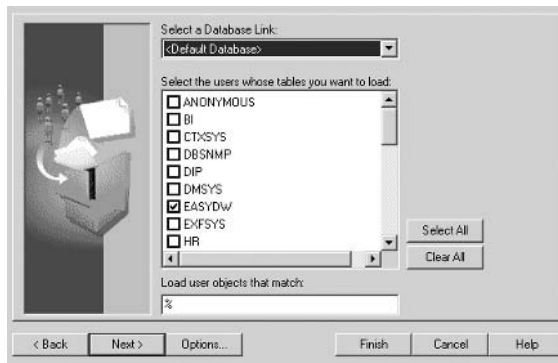 Select a Database Link:
<Default Database>
Select the users whose tables you want to load:
ANONYMOUS
BI
CTXSYS
DBSNMP
DIP
DMSYS
EASYDW
EXFSYS
HR
Select All
Clear All
Load user objects that match:
%
< Back Next > Options... Finish Cancel Help